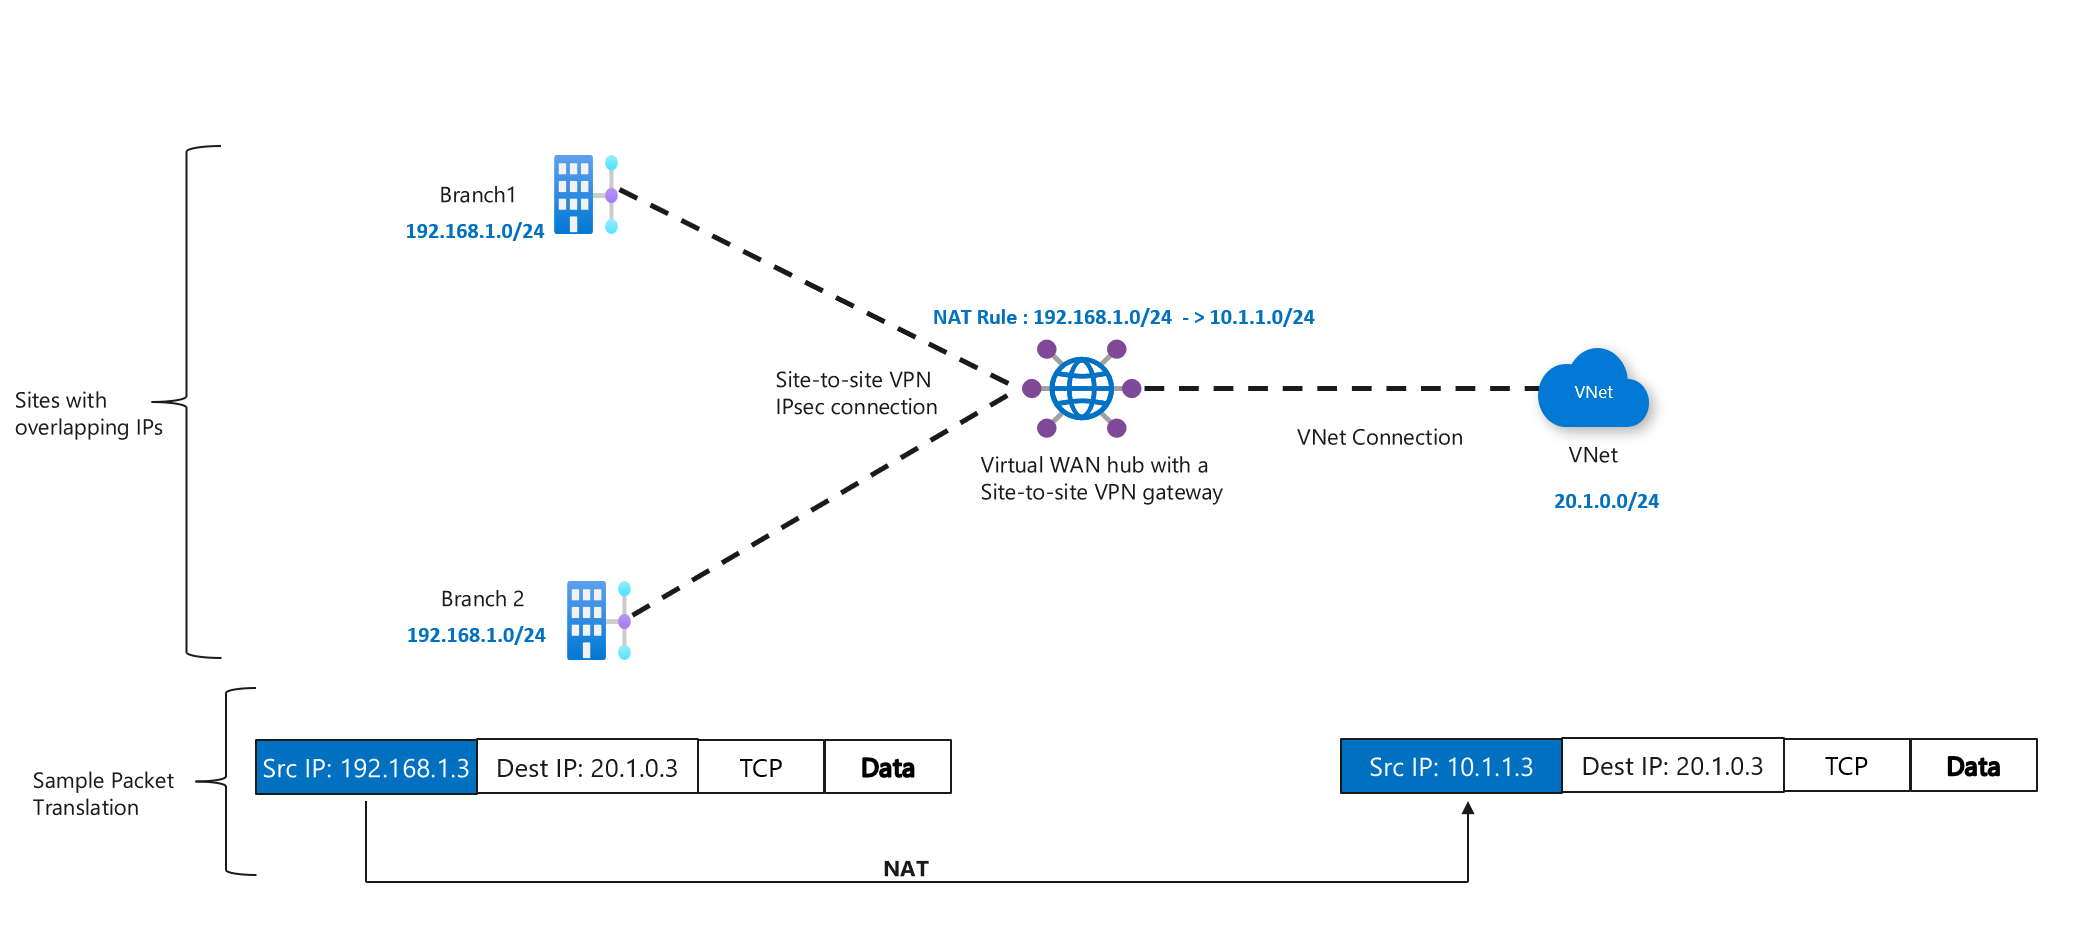 Branch1
192.168.1.0/24
NAT Rule : 192.168.1.0/24 - > 10.1.1.0/24
Site-to-site VPN
IPsec connection
Sites with
overlapping IPs
VNet
VNet Connection
VNet
Virtual WAN hub with a
Site-to-site VPN gateway
20.1.0.0/24
Branch 2
192.168.1.0/24
Sample Packet
Translation
Src IP: 192.168.1.3
Dest IP: 20.1.0.3
TCP
Data
Src IP: 10.1.1.3
Dest IP: 20.1.0.3
TCP
Data
NAT